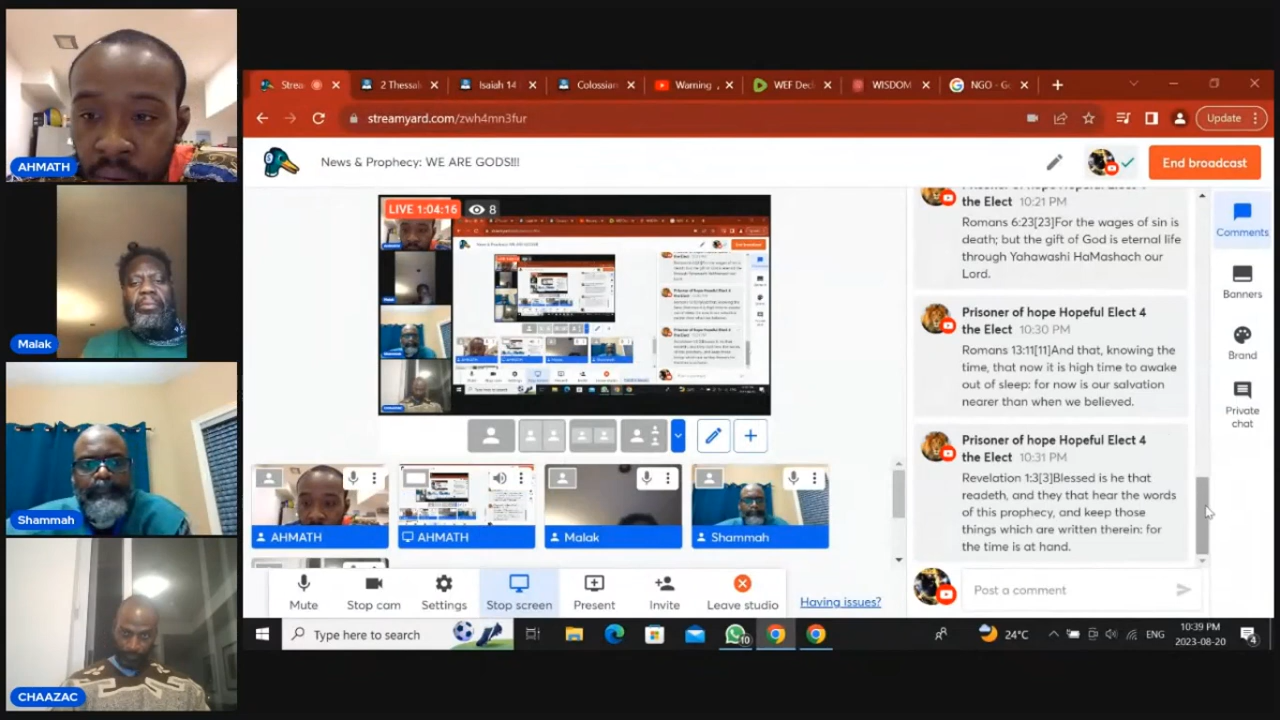 AHMATH
Malak
Shammah
CHAAZAC
Strea
2 Thessal
Isaiah 14
Colossian
Warning ,
WEF Dec
WISDOM
NGO - Go
streamyard.com/zwh4mn3fur
Update
News & Prophecy: WE ARE GODS!!!
End broadcast
LIVE 1:04:16
8
AHMATH
AHMATH
Malak
Shammah
Mute
Stop cam
Settings
Stop screen
Present
Invite
Leave studio
Having issues?
the Elect 10:21 PM
Romans 6:23[23]For the wages of sin is
death; but the gift of God is eternal life
through Yahawashi HaMashach our
Lord.
Prisoner of hope Hopeful Elect 4
the Elect 10:30 PM
Romans 13:11[11]And that, knowing the
time, that now it is high time to awake
out of sleep: for now is our salvation
nearer than when we believed.
Prisoner of hope Hopeful Elect 4
the Elect 10:31 PM
Revelation 1:3[3]Blessed is he that
readeth, and they that hear the words
of this prophecy, and keep those
things which are written therein: for
the time is at hand.
Post a comment
Comments
Banners
Brand
Private
chat
Type here to search
10
24°C
ENG
10:39 PM
2023-08-20
4